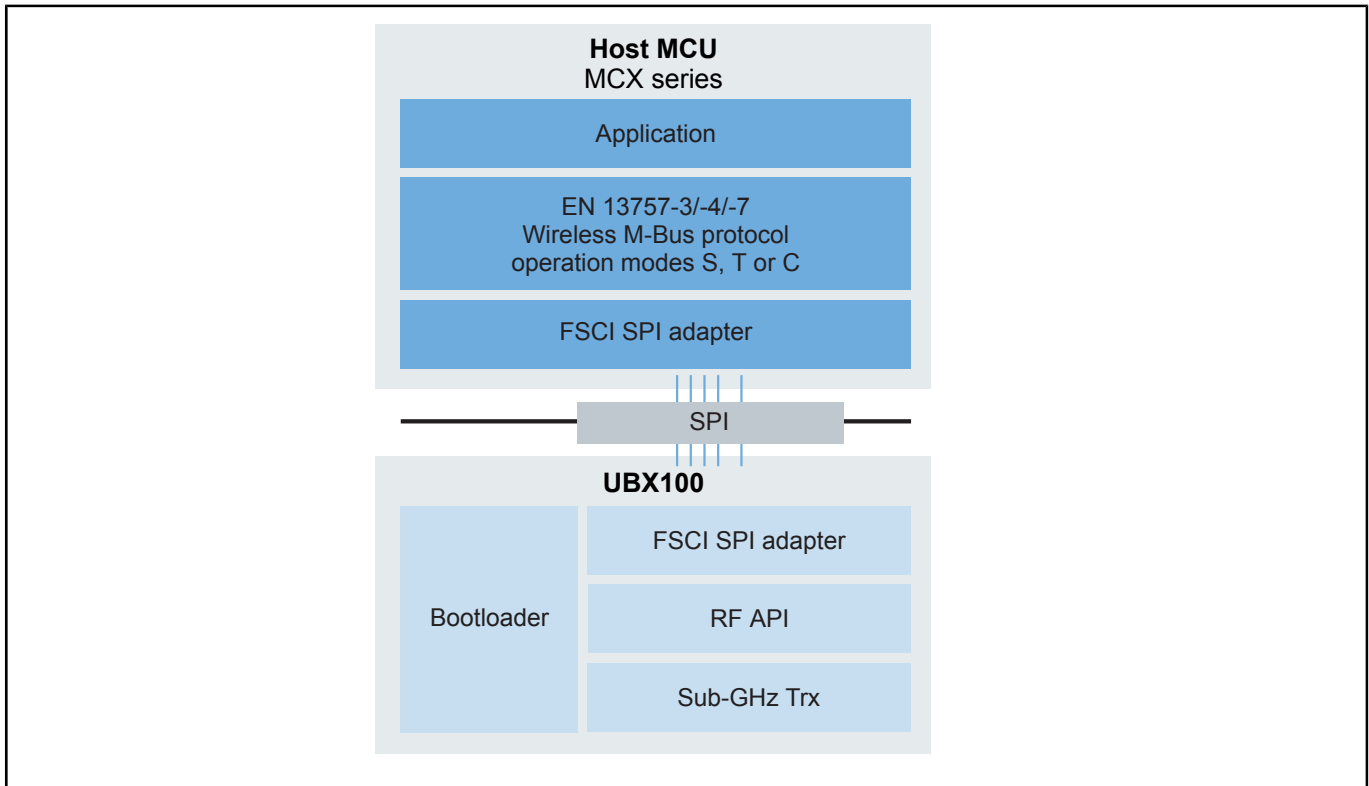 Host MCU
MCX series
Application
EN 13757-3/-4/-7
Wireless M-Bus protocol
operation modes S, T or C
FSCI SPI adapter
SPI
UBX100
Bootloader
FSCI SPI adapter
RF API
Sub-GHz Trx